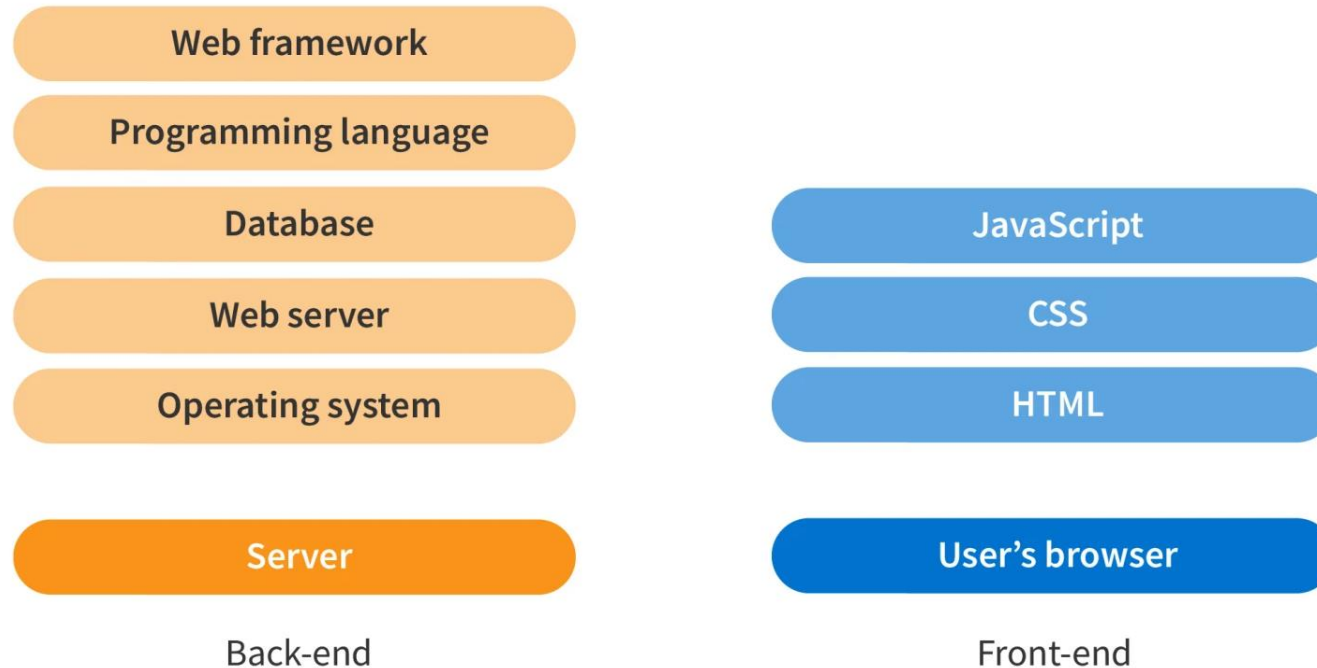 Web framework
Programming language
Database
Web server
Operating system
Server
Back-end
JavaScript
CSS
HTML
User’s browser
Front-end